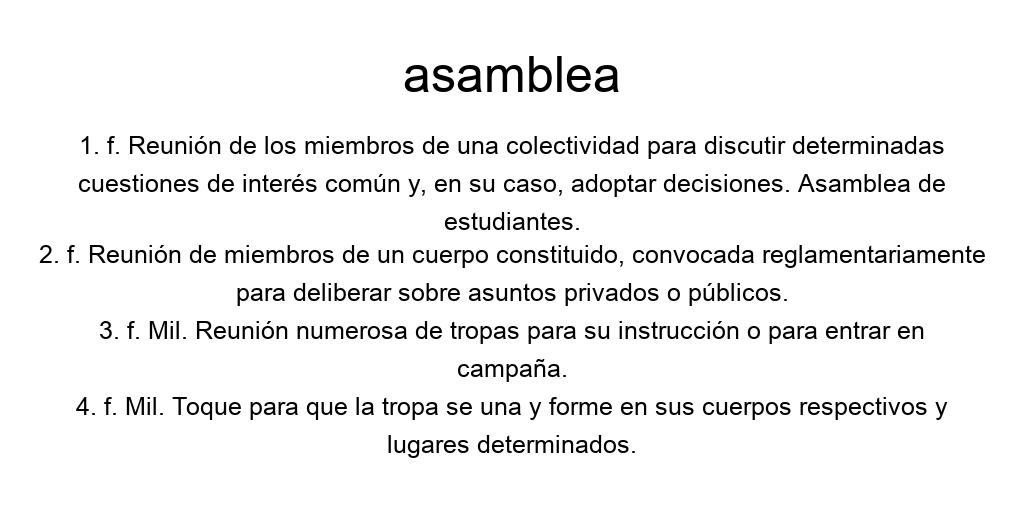 asamblea
1. f. Reunión de los miembros de una colectividad para discutir determinadas
cuestiones de interés común y, en su caso, adoptar decisiones. Asamblea de
estudiantes.
2. f. Reunión de miembros de un cuerpo constituido, convocada reglamentariamente
para deliberar sobre asuntos privados o públicos.
3. f. Mil. Reunión numerosa de tropas para su instrucción o para entrar en
campaña.
4. f. Mil. Toque para que la tropa se una y forme en sus cuerpos respectivos y
lugares determinados.